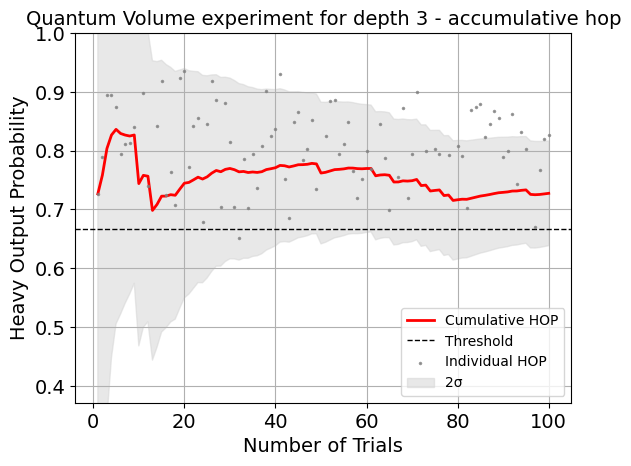 Quantum Volume experiment for depth 3 - accumulative hop
1.0
0.9
0.8
0.7
0.6
0.5
0.4
Heavy Output Probability
Cumulative HOP
Threshold
Individual HOP
2σ
0 20 40 60 80 100
Number of Trials